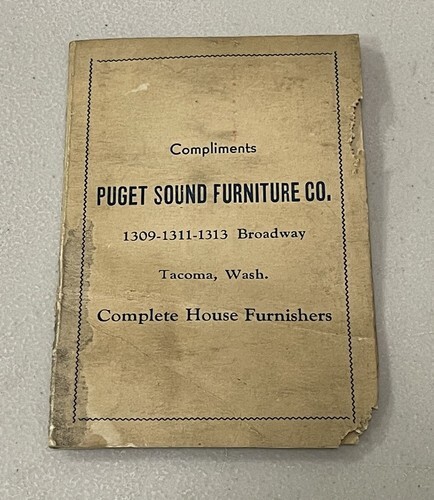 Compliments
PUGET SOUND FURNITURE CO.
1309-1311-1313 Broadway
Tacoma, Wash.
Complete House Furnishers